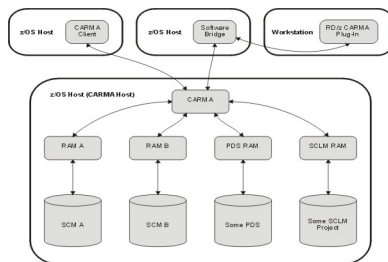 z/OS Host
CARMA
Client
z/OS Host
Software
Bridge
Workstation
RD/z CARMA
Plug-In
z/OS Host (CARMA Host)
CARMA
RAM A
RAM B
PDS RAM
SCLM RAM
SCM A
SCM B
Some PDS
Some SCLM
Project